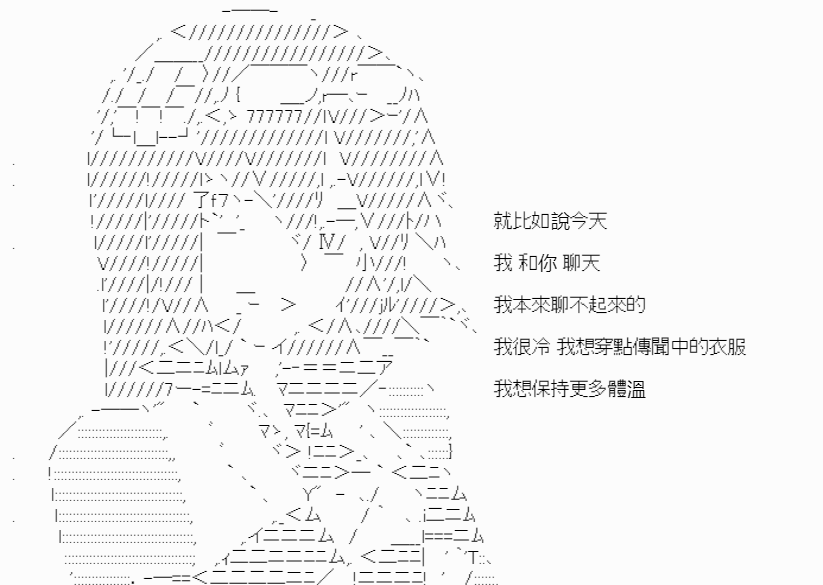 就比如說今天
我 和你 聊天
我本來聊不起來的
我很冷 我想穿點傳聞中的衣服
我想保持更多體溫